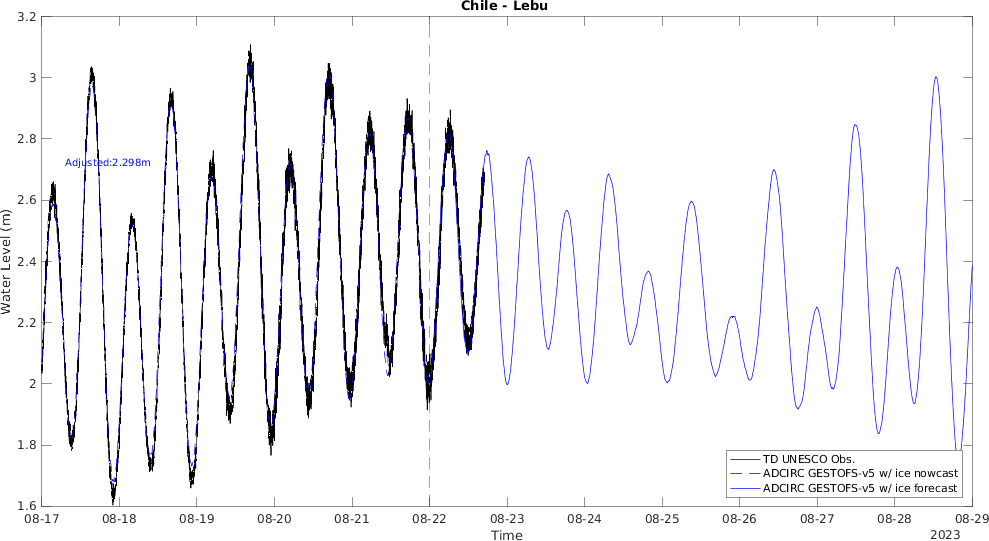 Chile - Lebu
3.2
3
2.8
2.6
2.4
2.2
2
1.8
1.6
Water Level (m)
Adjusted:2.298m
TD UNESCO Obs.
ADCIRC GESTOFS-v5 w/ ice nowcast
ADCIRC GESTOFS-v5 w/ ice forecast
08-17 08-18 08-19 08-20 08-21 08-22 08-23 08-24 08-25 08-26 08-27 08-28 08-29
Time
2023